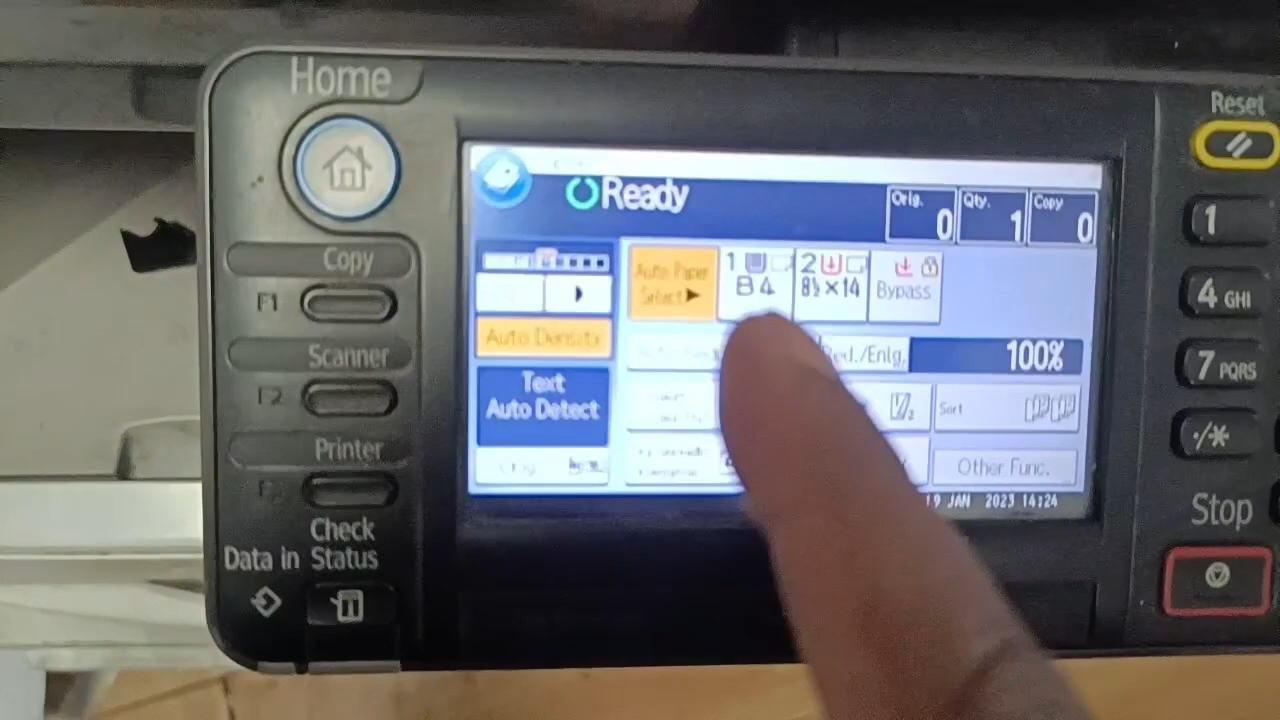 Home
Reset
Ready
Orig.
0
Qty.
1
Copy
0
Copy
F1
Auto Paper
Select▶
1
B4
2
8½×14
Bypass
1
Auto Density
Scanner
F2
Red./Enlg.
100%
4 GHI
Text
Auto Detect
7 PQRS
Sort
Printer
Other Func.
./*
19 JAN 2023 14:24
Check
Status
Data in
Stop